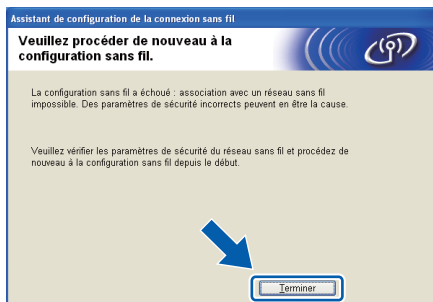 Assistant de configuration de la connexion sans fil
Veuillez procéder de nouveau à la
configuration sans fil.
La configuration sans fil a échoué : association avec un réseau sans fil
impossible. Des paramètres de sécurité incorrects peuvent en être la cause.
Veuillez vérifier les paramètres de sécurité du réseau sans fil et procédez de
nouveau à la configuration sans fil depuis le début.
Terminer